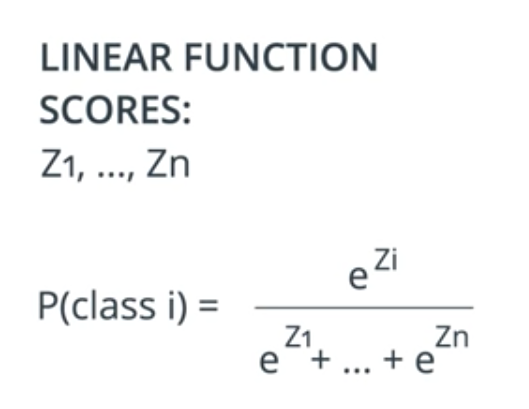 LINEAR FUNCTION
SCORES:
Z1, ..., Zn
P(class i) = e^Zi / (e^Z1 + ... + e^Zn)